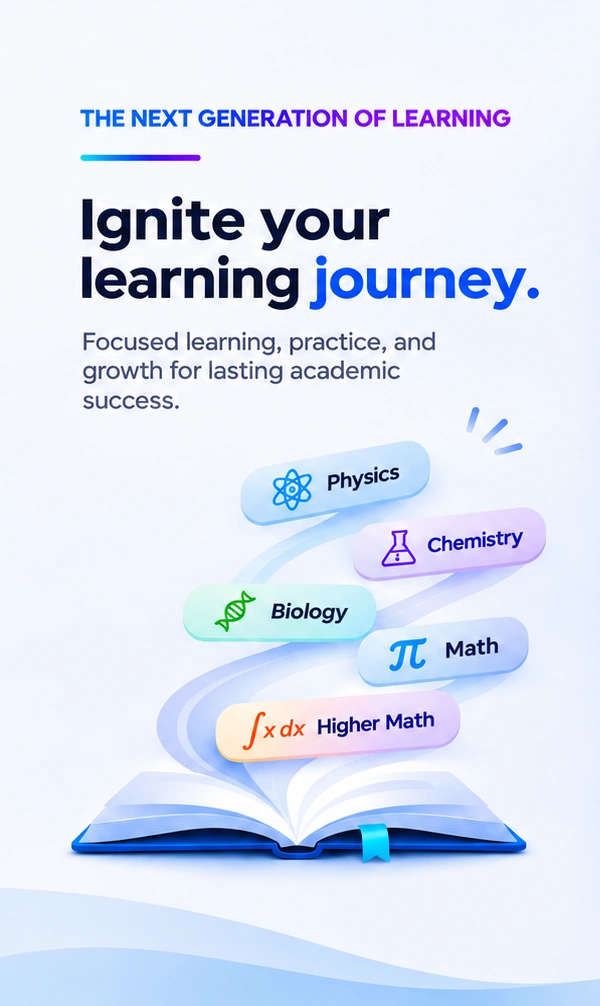 THE NEXT GENERATION OF LEARNING
Ignite your
learning journey.
Focused learning, practice, and
growth for lasting academic
success.
Physics
Chemistry
Biology
π Math
∫x dx Higher Math